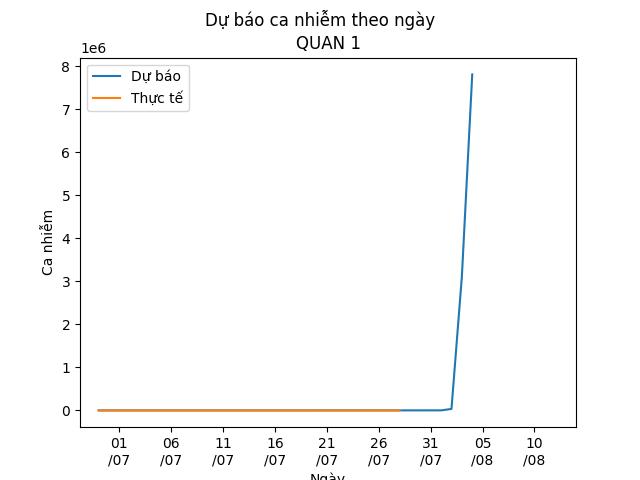 Dự báo ca nhiễm theo ngày
QUAN 1
1e6
Dự báo
Thực tế
8
7
6
5
4
3
2
1
0
Ca nhiễm
01 06 11 16 21 26 31 05 10
/07 /07 /07 /07 /07 /07 /07 /08 /08
Ngày